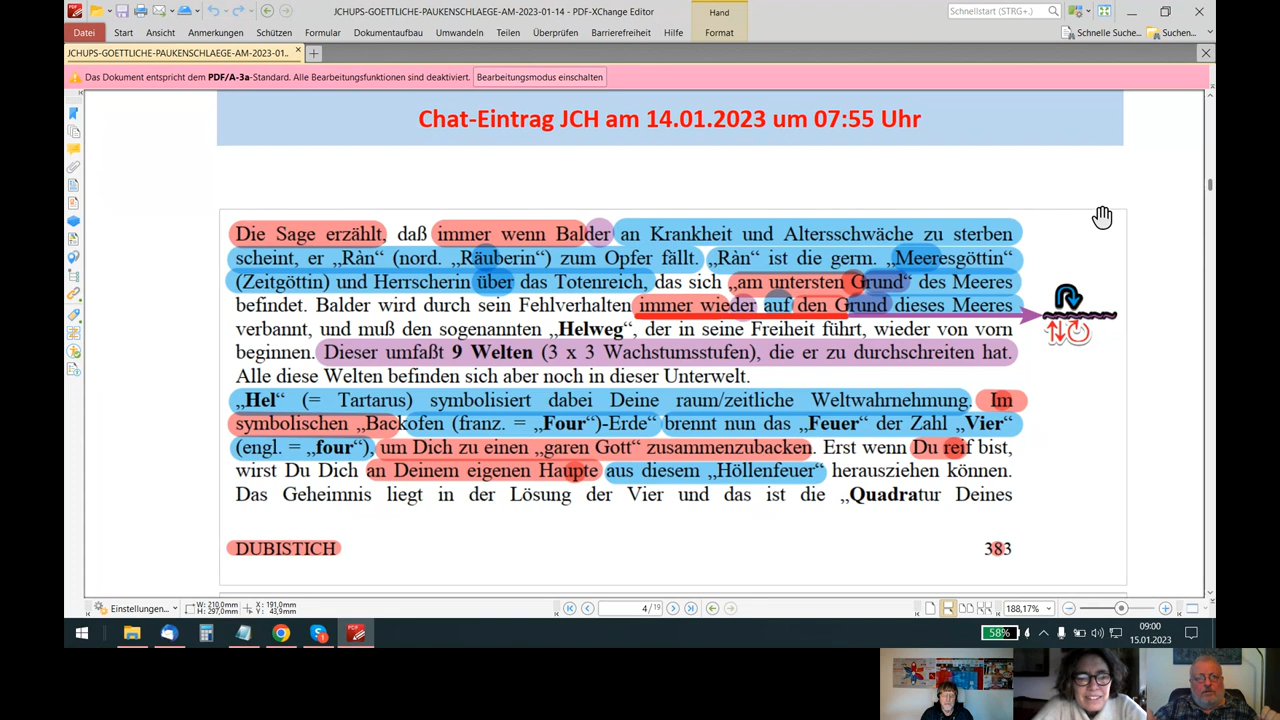 JCHUPS-GOETTLICHE-PAUKENSCHLAEGE-AM-2023-01-14 - PDF-XChange Editor
Hand
Schnellstart (STRG+.)
Datei Start Ansicht Anmerkungen Schützen Formular Dokumentaufbau Umwandeln Teilen Überprüfen Barrierefreiheit Hilfe Format Schnelle Suche... Suchen...
JCHUPS-GOETTLICHE-PAUKENSCHLAEGE-AM-2023-01..
Das Dokument entspricht dem PDF/A-3a-Standard. Alle Bearbeitungsfunktionen sind deaktiviert. Bearbeitungsmodus einschalten
Chat-Eintrag JCH am 14.01.2023 um 07:55 Uhr
Die Sage erzählt, daß immer wenn Balder an Krankheit und Altersschwäche zu sterben
scheint, er „Ràn“ (nord. „Räuberin“) zum Opfer fällt. „Ràn“ ist die germ. „Meeresgöttin“
(Zeitgöttin) und Herrscherin über das Totenreich, das sich „am untersten Grund“ des Meeres
befindet. Balder wird durch sein Fehlverhalten immer wieder auf den Grund dieses Meeres
verbannt, und muß den sogenannten „Helweg“, der in seine Freiheit führt, wieder von vorn
beginnen. Dieser umfaßt 9 Welten (3 x 3 Wachstumsstufen), die er zu durchschreiten hat.
Alle diese Welten befinden sich aber noch in dieser Unterwelt.
„Hel“ (= Tartarus) symbolisiert dabei Deine raum/zeitliche Weltwahrnehmung. Im
symbolischen „Backofen (franz. = „Four“)-Erde“ brennt nun das „Feuer“ der Zahl „Vier“
(engl. = „four“), um Dich zu einen „garen Gott“ zusammenzubacken. Erst wenn Du reif bist,
wirst Du Dich an Deinem eigenen Haupte aus diesem „Höllenfeuer“ herausziehen können.
Das Geheimnis liegt in der Lösung der Vier und das ist die „Quadratur Deines
DUBISTICH 383
Einstellungen... W: 210,0mm X: 191,0mm 4/19 188,17%
H: 297,0mm Y: 43,9mm
58% 09:00
15.01.2023